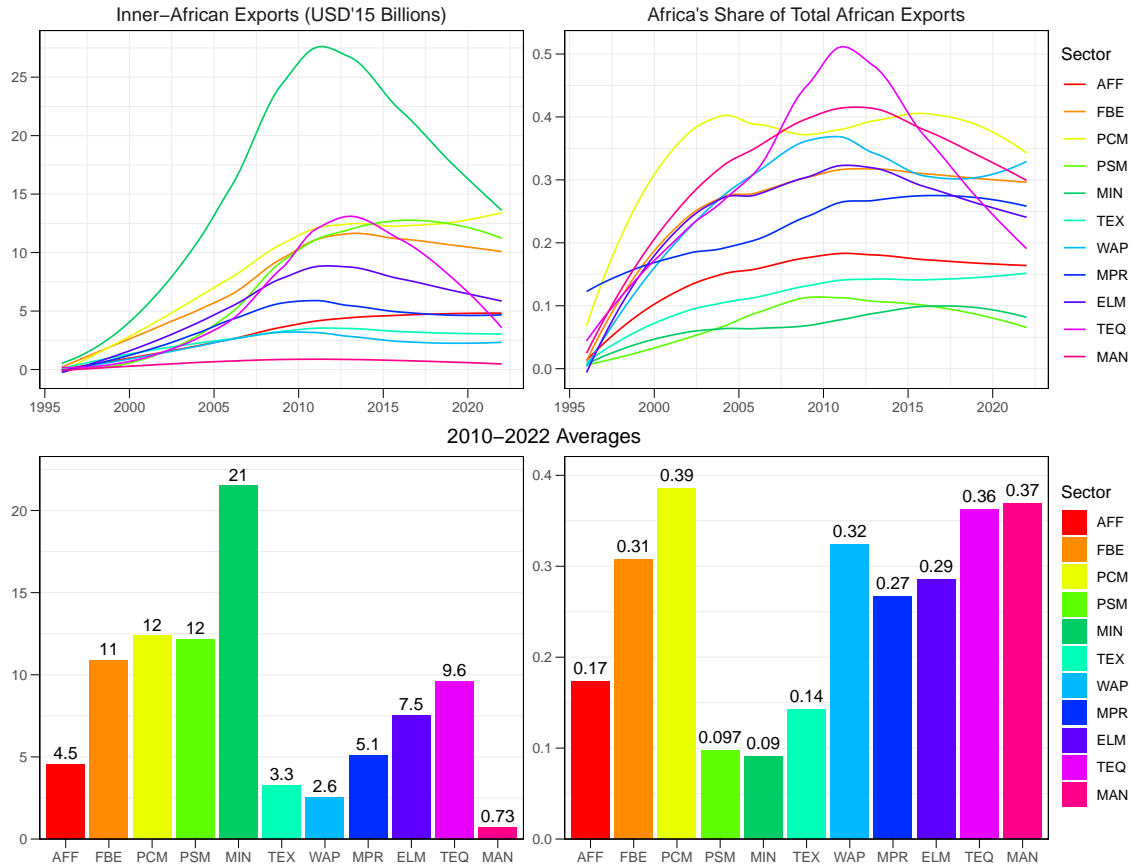 Inner−African Exports (USD'15 Billions)
Africa's Share of Total African Exports
25
20
15
10
5
0
1995 2000 2005 2010 2015 2020
0.5
0.4
0.3
0.2
0.1
0.0
1995 2000 2005 2010 2015 2020
Sector
AFF
FBE
PCM
PSM
MIN
TEX
WAP
MPR
ELM
TEQ
MAN
2010−2022 Averages
20
15
10
5
0
4.5 11 12 12 21 3.3 2.6 5.1 7.5 9.6 0.73
AFF FBE PCM PSM MIN TEX WAP MPR ELM TEQ MAN
0.4
0.3
0.2
0.1
0.0
0.17 0.31 0.39 0.097 0.09 0.14 0.32 0.27 0.29 0.36 0.37
AFF FBE PCM PSM MIN TEX WAP MPR ELM TEQ MAN
Sector
AFF
FBE
PCM
PSM
MIN
TEX
WAP
MPR
ELM
TEQ
MAN